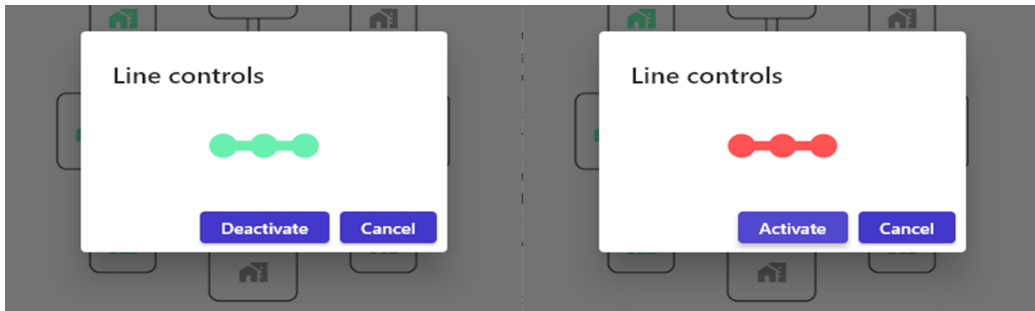 Line controls
Deactivate Cancel
Line controls
Activate Cancel